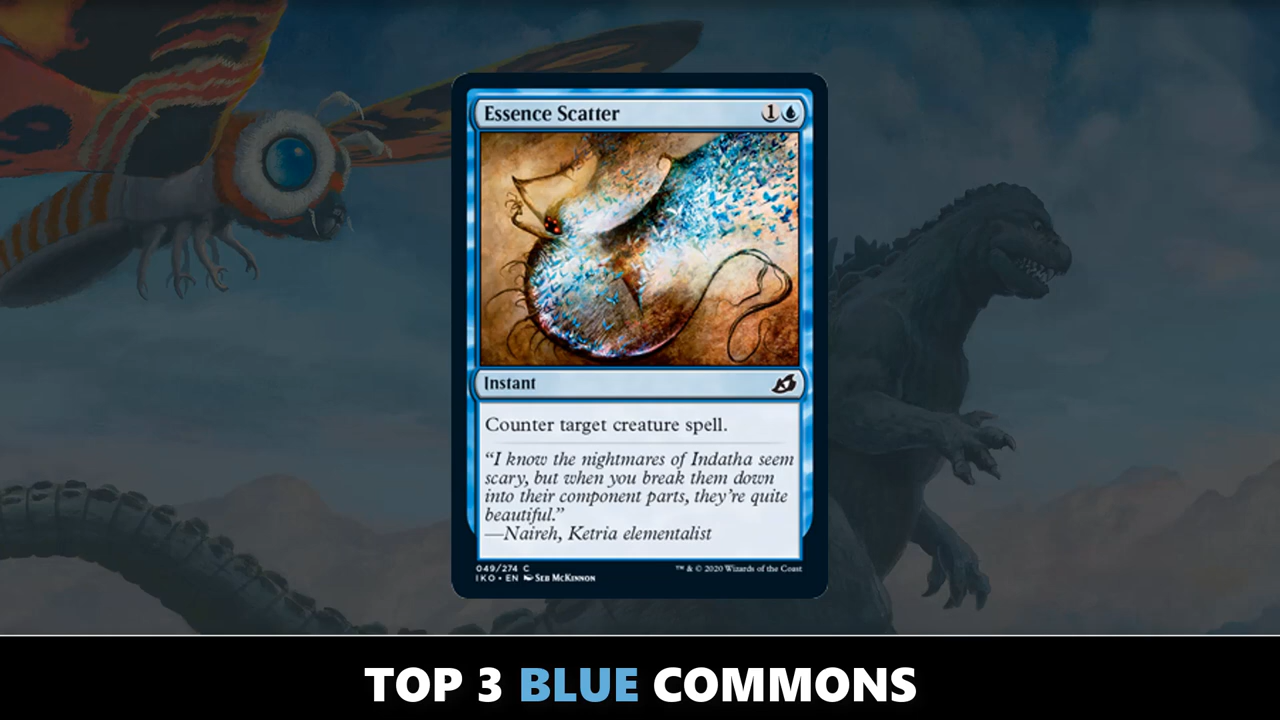 Essence Scatter 1
Instant
Counter target creature spell.
“I know the nightmares of Indatha seem
scary, but when you break them down
into their component parts, they’re quite
beautiful.”
—Naireh, Ketria elementalist
049/274 C
IKO • EN Seb McKinnon
™ & © 2020 Wizards of the Coast
TOP 3 BLUE COMMONS